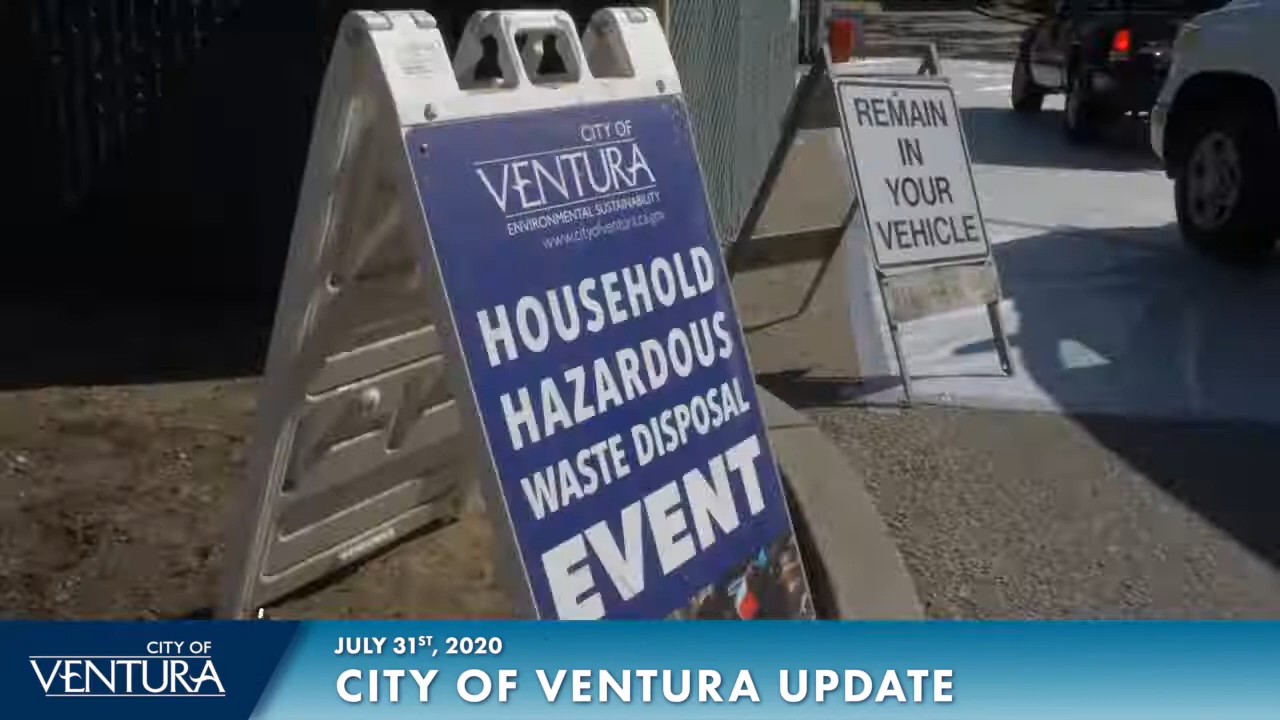 CITY OF
VENTURA
ENVIRONMENTAL SUSTAINABILITY
www.cityofventura.ca.gov
HOUSEHOLD
HAZARDOUS
WASTE DISPOSAL
EVENT
REMAIN
IN
YOUR
VEHICLE
CITY OF
VENTURA
JULY 31ST, 2020
CITY OF VENTURA UPDATE